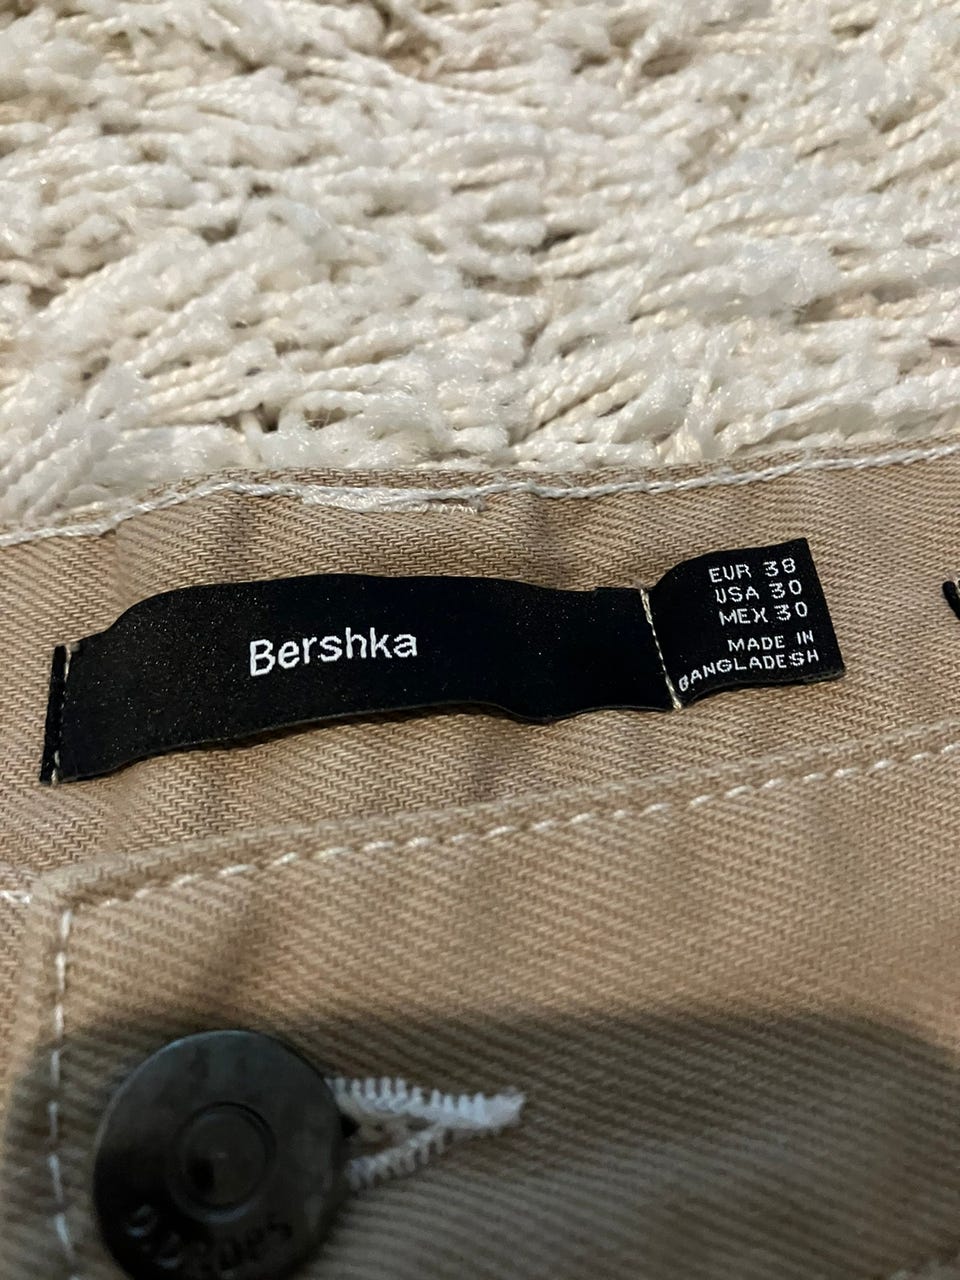 Bershka
EUR 38
USA 30
MEX 30
MADE IN
BANGLADESH